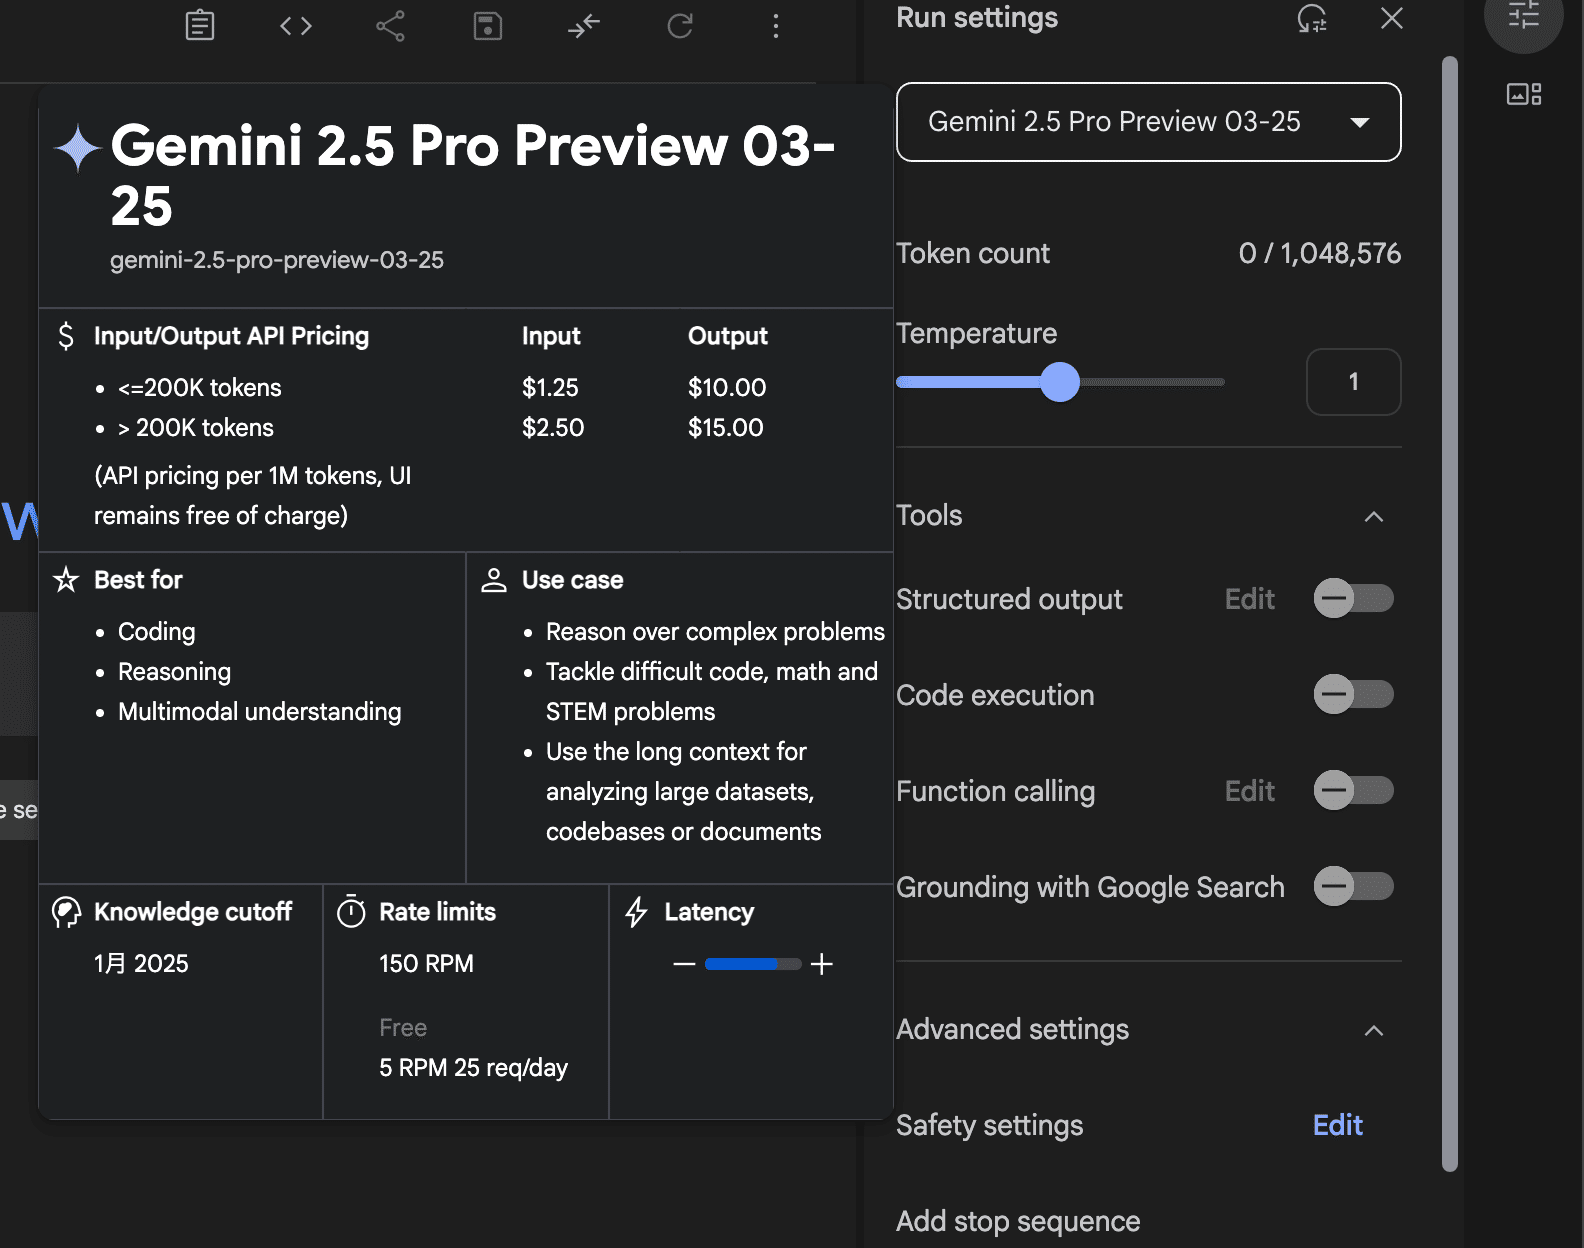 Gemini 2.5 Pro Preview 03-
25
gemini-2.5-pro-preview-03-25
Input/Output API Pricing Input Output
• <=200K tokens $1.25 $10.00
• > 200K tokens $2.50 $15.00
(API pricing per 1M tokens, UI
remains free of charge)
Best for
• Coding
• Reasoning
• Multimodal understanding
Use case
• Reason over complex problems
• Tackle difficult code, math and
STEM problems
• Use the long context for
analyzing large datasets,
codebases or documents
Knowledge cutoff
1月 2025
Rate limits
150 RPM
Free
5 RPM 25 req/day
Latency
Run settings
Gemini 2.5 Pro Preview 03-25
Token count 0 / 1,048,576
Temperature
1
Tools
Structured output Edit
Code execution
Function calling Edit
Grounding with Google Search
Advanced settings
Safety settings Edit
Add stop sequence